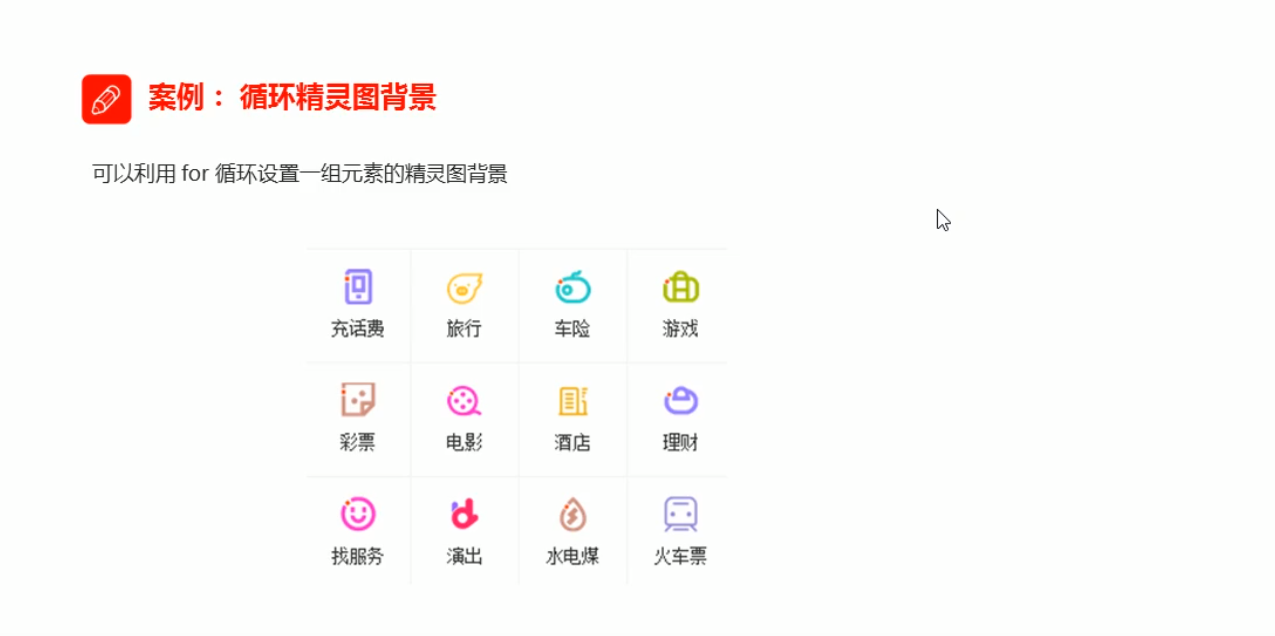 案例： 循环精灵图背景
可以利用 for 循环设置一组元素的精灵图背景
充话费 旅行 车险 游戏
彩票 电影 酒店 理财
找服务 演出 水电煤 火车票